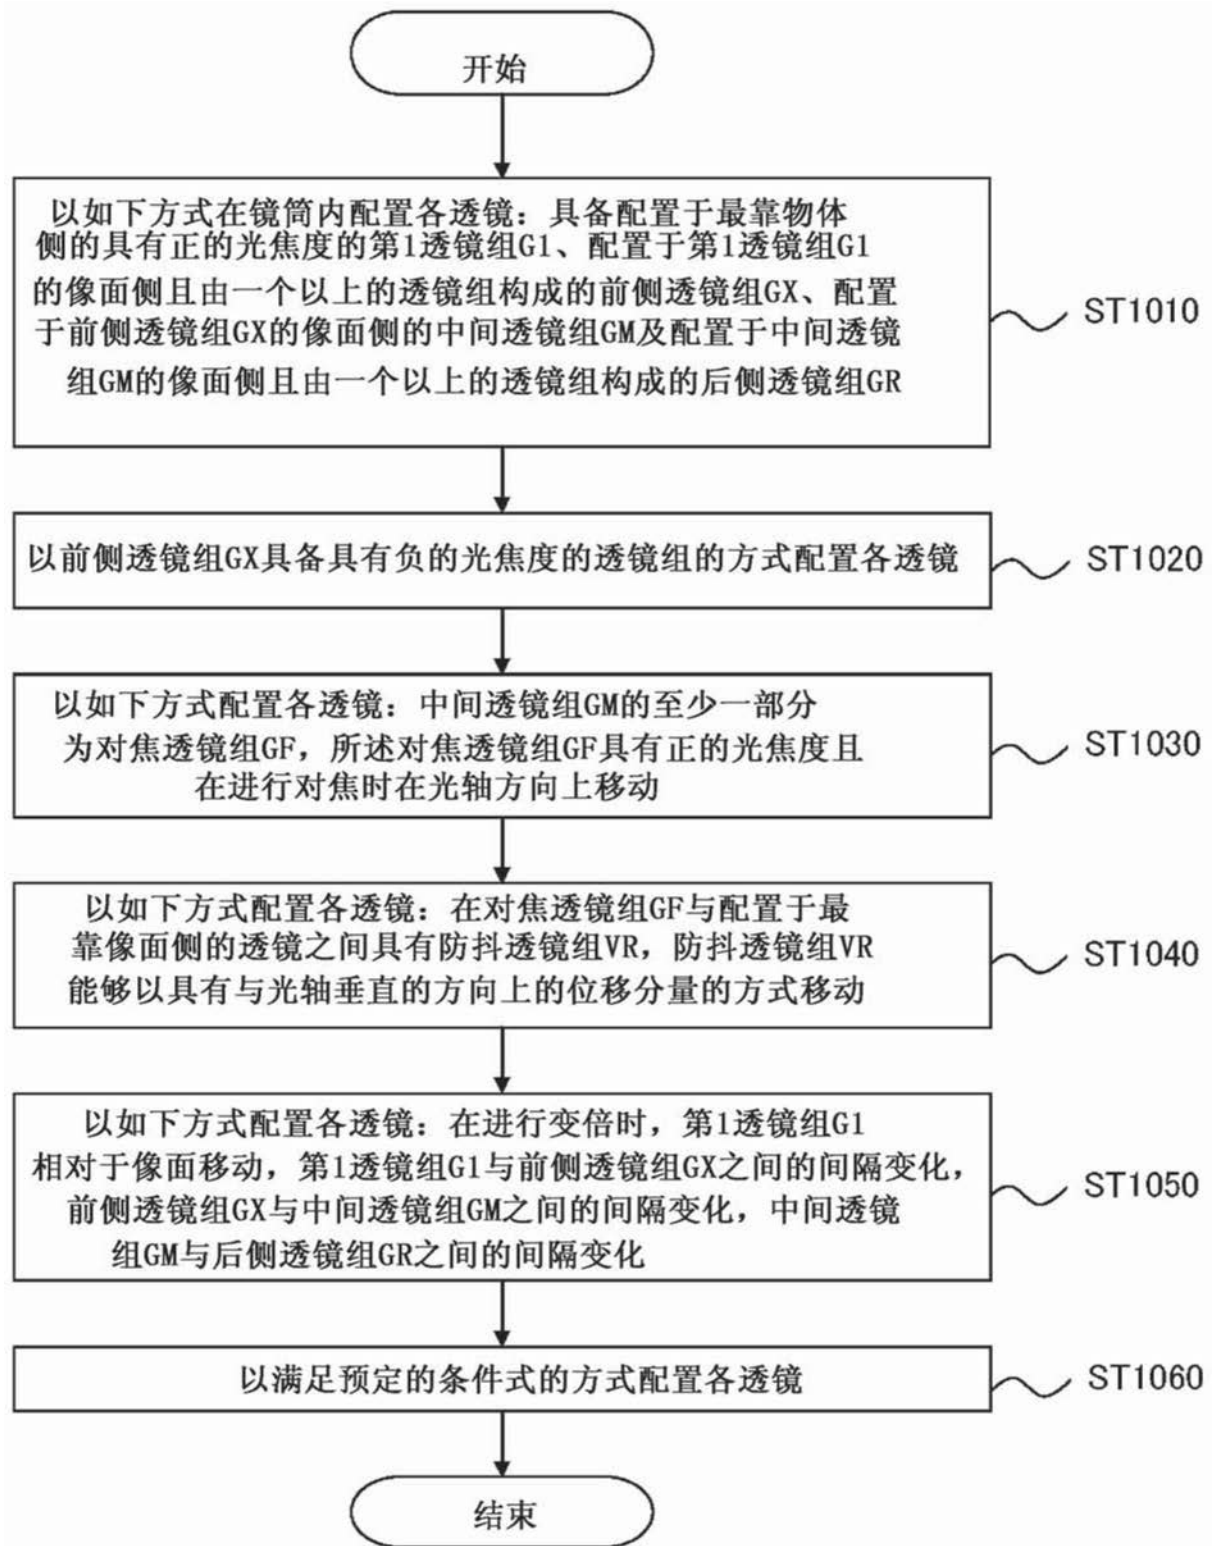 开始
以如下方式在镜筒内配置各透镜：具备配置于最靠物体
侧的具有正的光焦度的第1透镜组G1、配置于第1透镜组G1
的像面侧且由一个以上的透镜组构成的前侧透镜组GX、配置
于前侧透镜组GX的像面侧的中间透镜组GM及配置于中间透镜
组GM的像面侧且由一个以上的透镜组构成的后侧透镜组GR
ST1010
以前侧透镜组GX具备具有负的光焦度的透镜组的方式配置各透镜
ST1020
以如下方式配置各透镜：中间透镜组GM的至少一部分
为对焦透镜组GF，所述对焦透镜组GF具有正的光焦度且
在进行对焦时在光轴方向上移动
ST1030
以如下方式配置各透镜：在对焦透镜组GF与配置于最
靠像面侧的透镜之间具有防抖透镜组VR，防抖透镜组VR
能够以具有与光轴垂直的方向上的位移分量的方式移动
ST1040
以如下方式配置各透镜：在进行变倍时，第1透镜组G1
相对于像面移动，第1透镜组G1与前侧透镜组GX之间的间隔变化，
前侧透镜组GX与中间透镜组GM之间的间隔变化，中间透镜
组GM与后侧透镜组GR之间的间隔变化
ST1050
以满足预定的条件式的方式配置各透镜
ST1060
结束